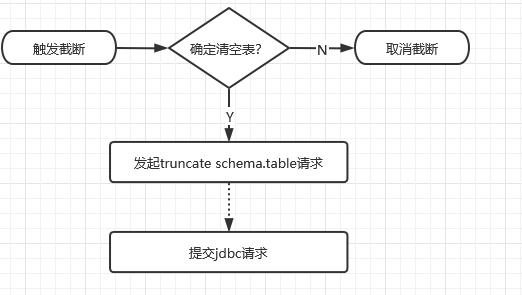 触发截断
确定清空表?
N
取消截断
Y
发起truncate schema.table请求
提交jdbc请求